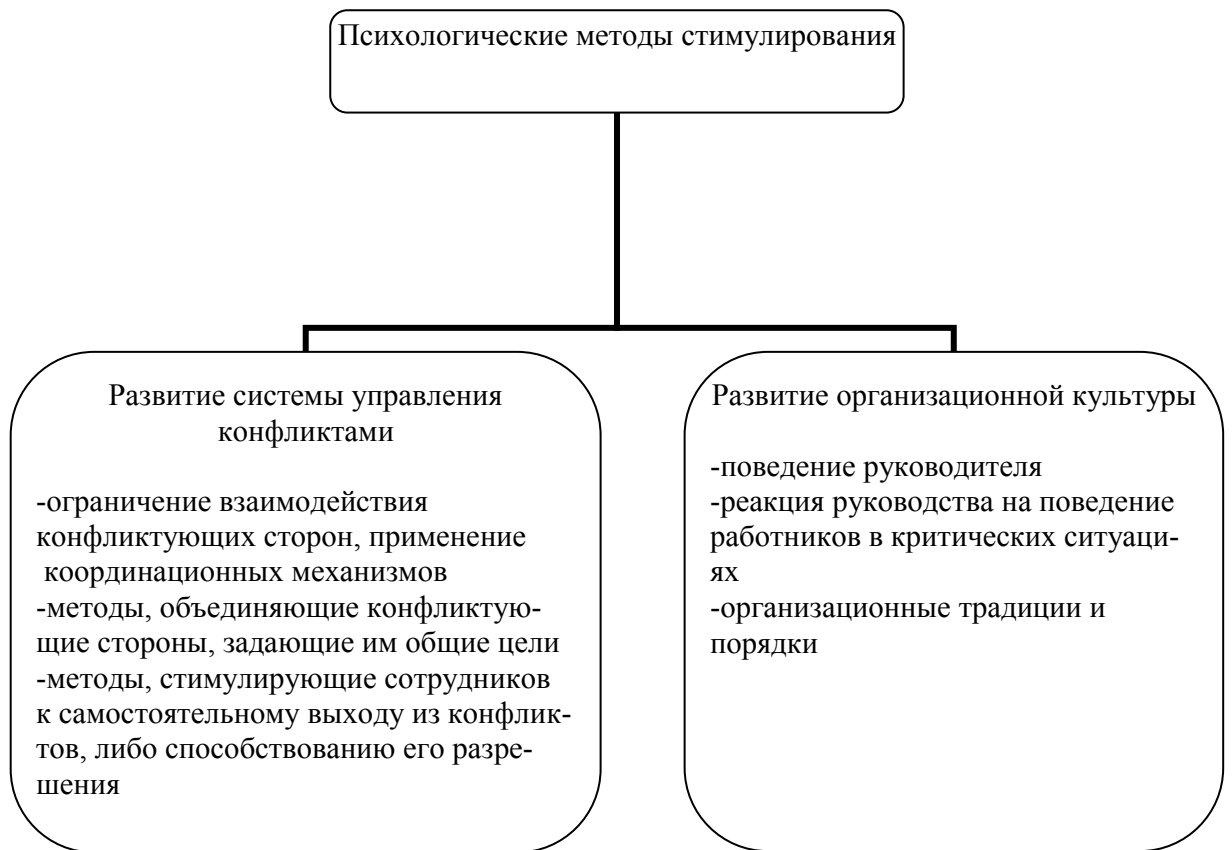 Психологические методы стимулирования
Развитие системы управления
конфликтами
-ограничение взаимодействия
конфликтующих сторон, применение
координационных механизмов
-методы, объединяющие конфликтую-
щие стороны, задающие им общие цели
-методы, стимулирующие сотрудников
к самостоятельному выходу из конфлик-
тов, либо способствованию его разре-
шения
Развитие организационной культуры
-поведение руководителя
-реакция руководства на поведение
работников в критических ситуаци-
ях
-организационные традиции и
порядки